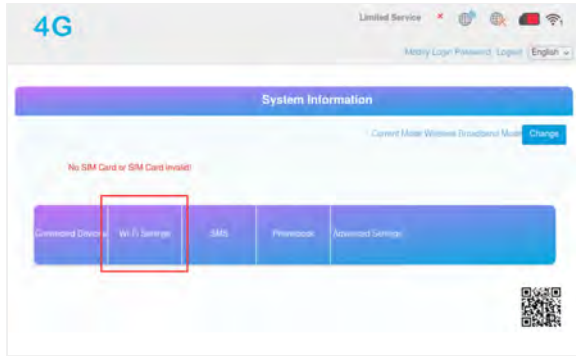 4G
Limited Service
Modify Login Password, Logout English
System Information
Current Mode Wireless Broadband Mode Change
No SIM Card or SIM Card invalid!
Connected Devices Wi-Fi Settings SMS Phonebook Advanced Settings